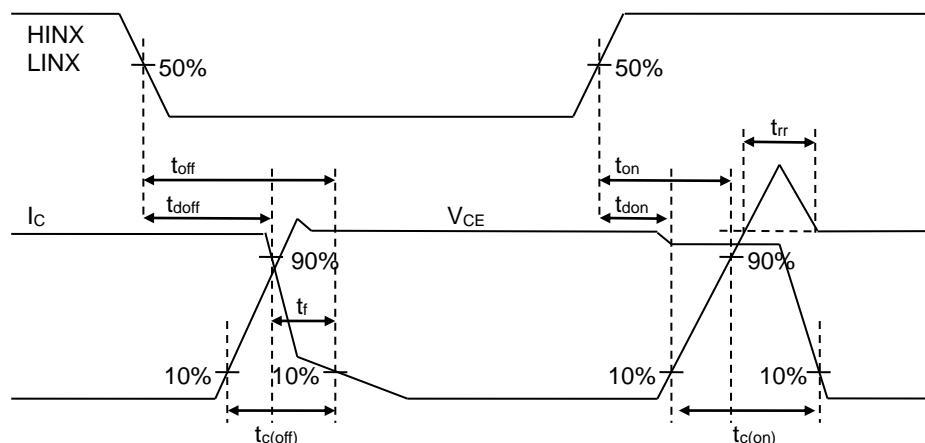 HINX
LINX
50%
50%
trr
toff
ton
tdoff
tdon
IC
VCE
90%
90%
tf
10%
10%
10%
10%
tc(off)
tc(on)